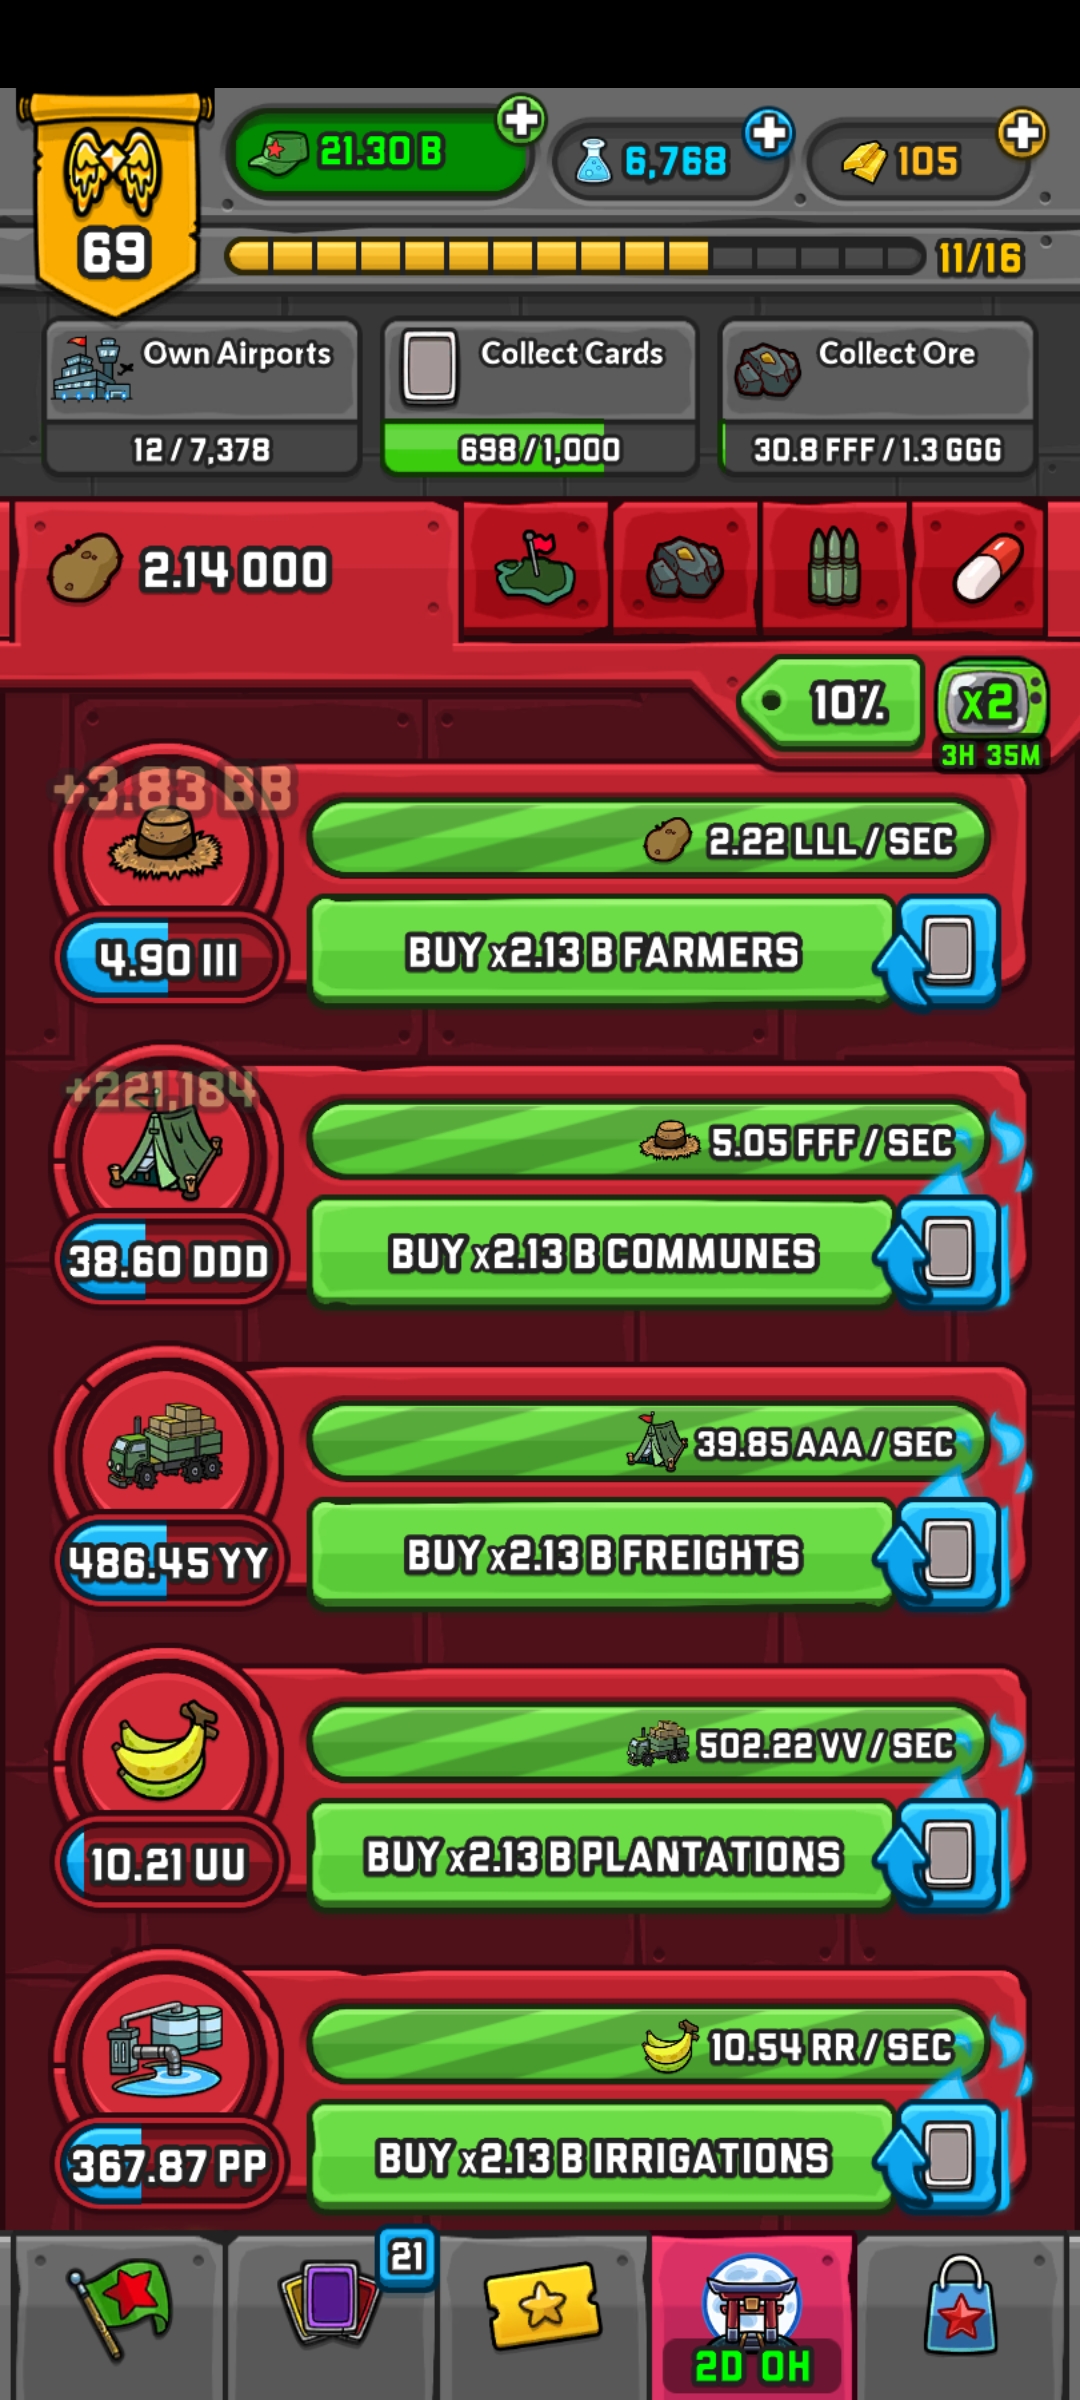 69
21.30 B
6,768
105
11/16
Own Airports
12 / 7,378
Collect Cards
698 / 1,000
Collect Ore
30.8 FFF / 1.3 GGG
2.14 OOO
10%
x2
3H 35M
+3.83 BB
2.22 LLL / SEC
4.90 III
BUY x2.13 B FARMERS
+221,184
5.05 FFF / SEC
38.60 DDD
BUY x2.13 B COMMUNES
39.85 AAA / SEC
486.45 YY
BUY x2.13 B FREIGHTS
502.22 VV / SEC
10.21 UU
BUY x2.13 B PLANTATIONS
10.54 RR / SEC
367.87 PP
BUY x2.13 B IRRIGATIONS
21
2D 0H